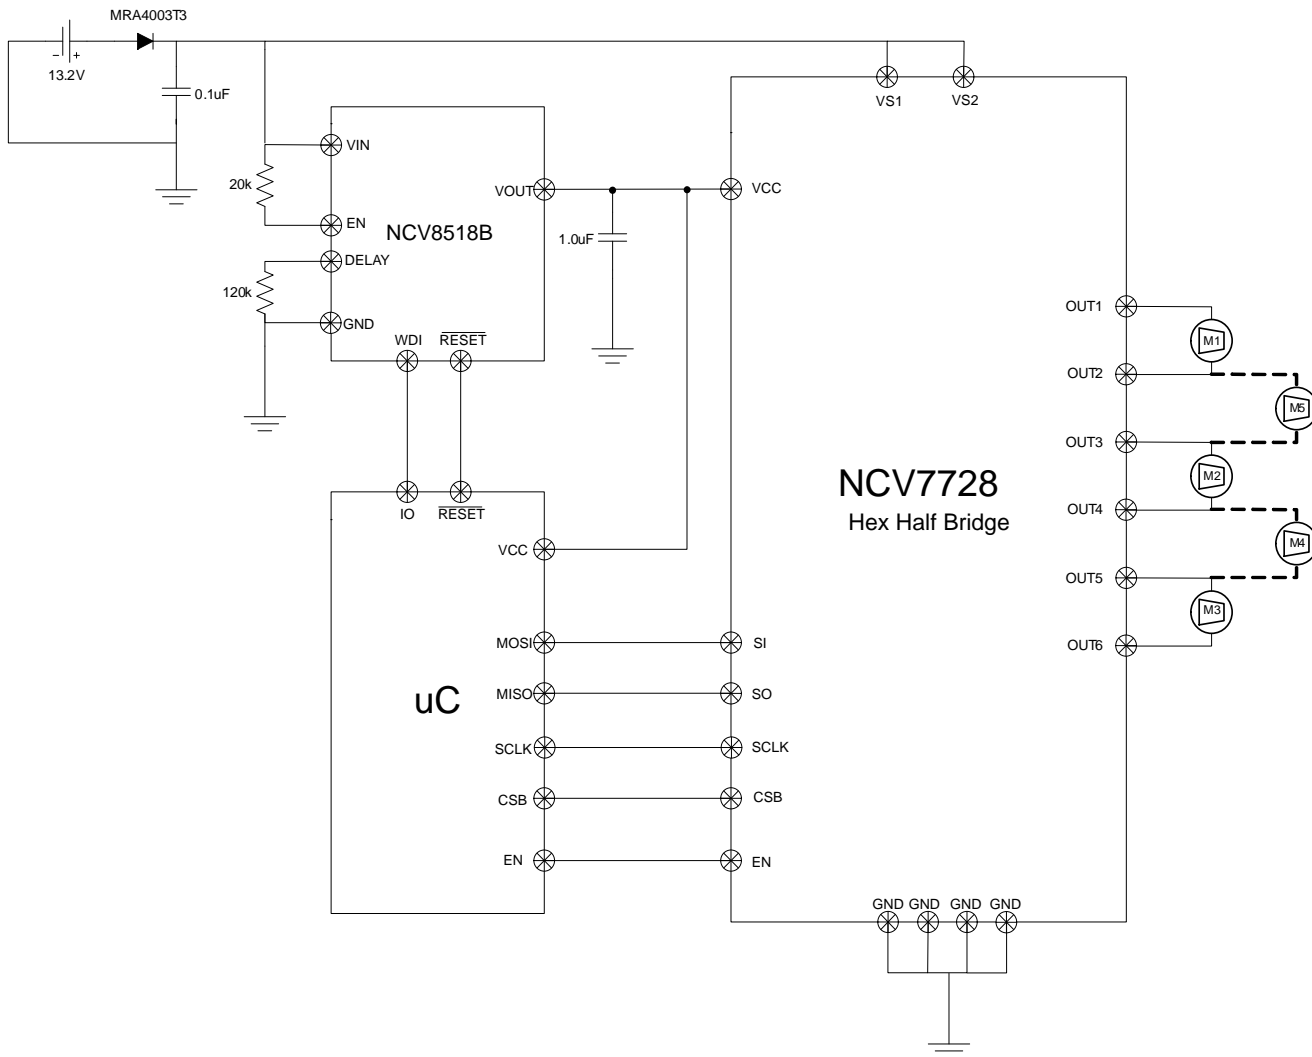 MRA4003T3
- +
13.2V
0.1uF
VS1
VS2
VIN
20k
EN
VOUT
VCC
NCV8518B
1.0uF
DELAY
120k
GND
WDI
RESET
OUT1
M1
OUT2
M5
OUT3
M2
NCV7728
Hex Half Bridge
OUT4
M4
OUT5
M3
OUT6
IO
RESET
VCC
MOSI
SI
uC
MISO
SO
SCLK
SCLK
CSB
CSB
EN
EN
GND GND GND GND